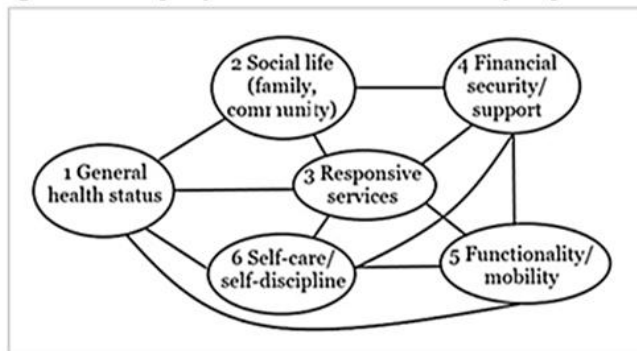 2 Social life
(family,
community)
4 Financial
security/
support
1 General
health status
3 Responsive
services
6 Self-care/
self-discipline
5 Functionality/
mobility